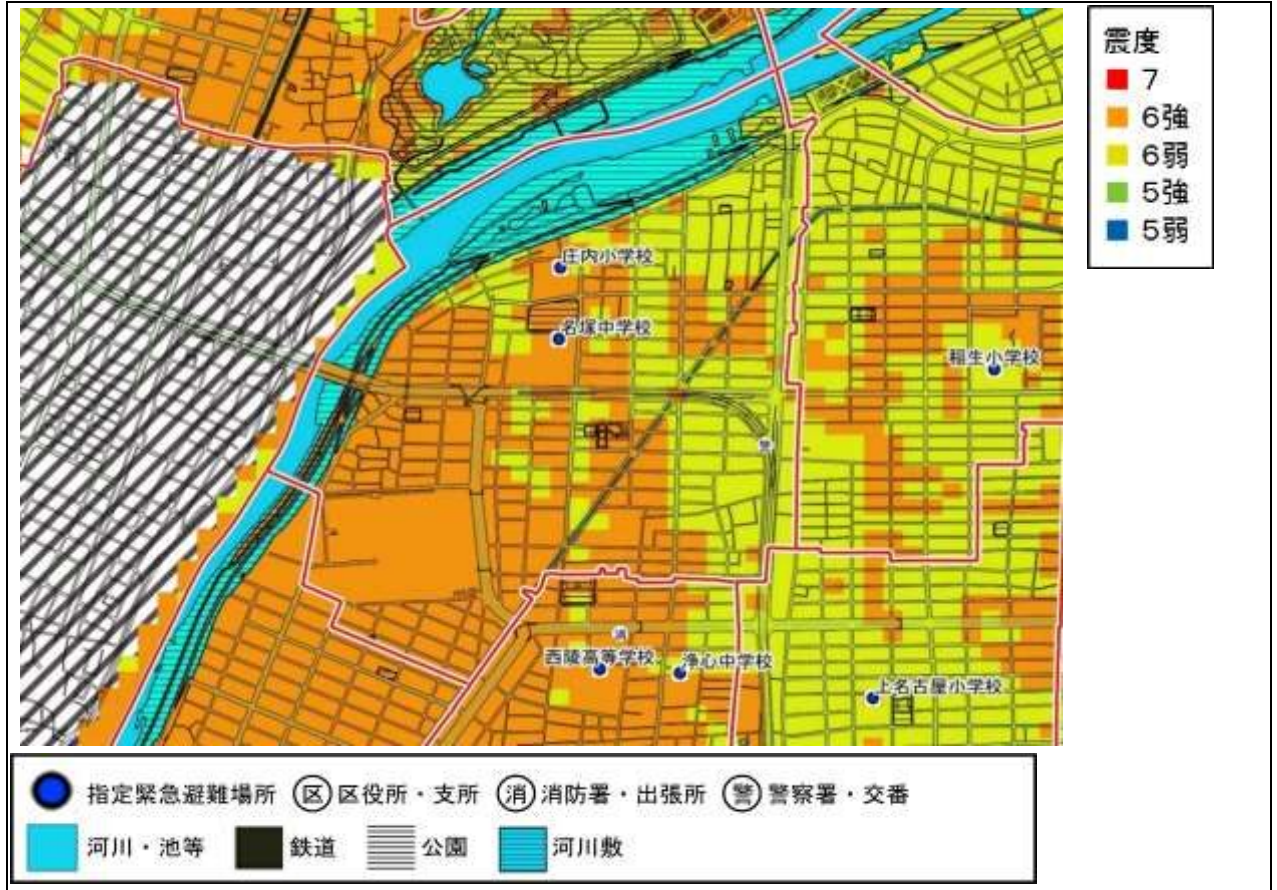 震度
7
6強
6弱
5強
5弱
庄内小学校
名塚中学校
稲生小学校
警
消
西陵高等学校
浄心中学校
上名古屋小学校
指定緊急避難場所 区 区役所・支所 消 消防署・出張所 警 警察署・交番
河川・池等 鉄道 公園 河川敷